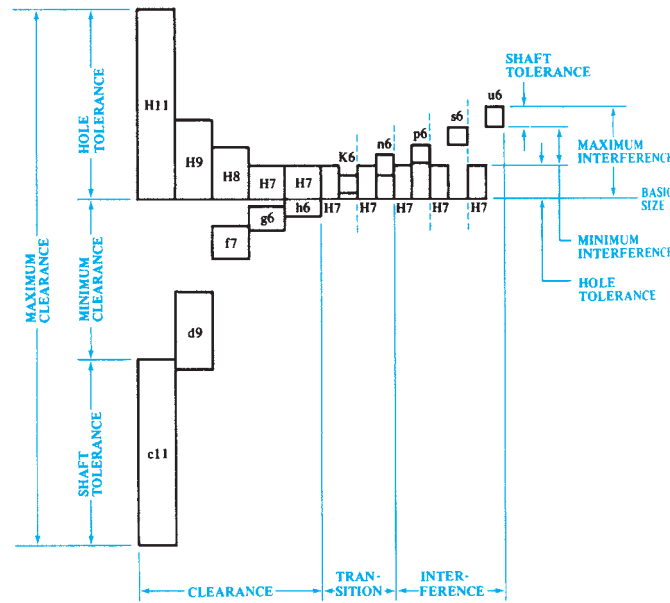 SHAFT
TOLERANCE
u6
s6
p6
n6
K6
H11
H9
H8
H7
H7
MAXIMUM
INTERFERENCE
BASIC
SIZE
H7
H7
H7
H7
H7
h6
g6
f7
d9
c11
MINIMUM
INTERFERENCE
HOLE
TOLERANCE
HOLE
TOLERANCE
MAXIMUM
CLEARANCE
MINIMUM
CLEARANCE
SHAFT
TOLERANCE
CLEARANCE
TRAN-
SITION
INTER-
FERENCE